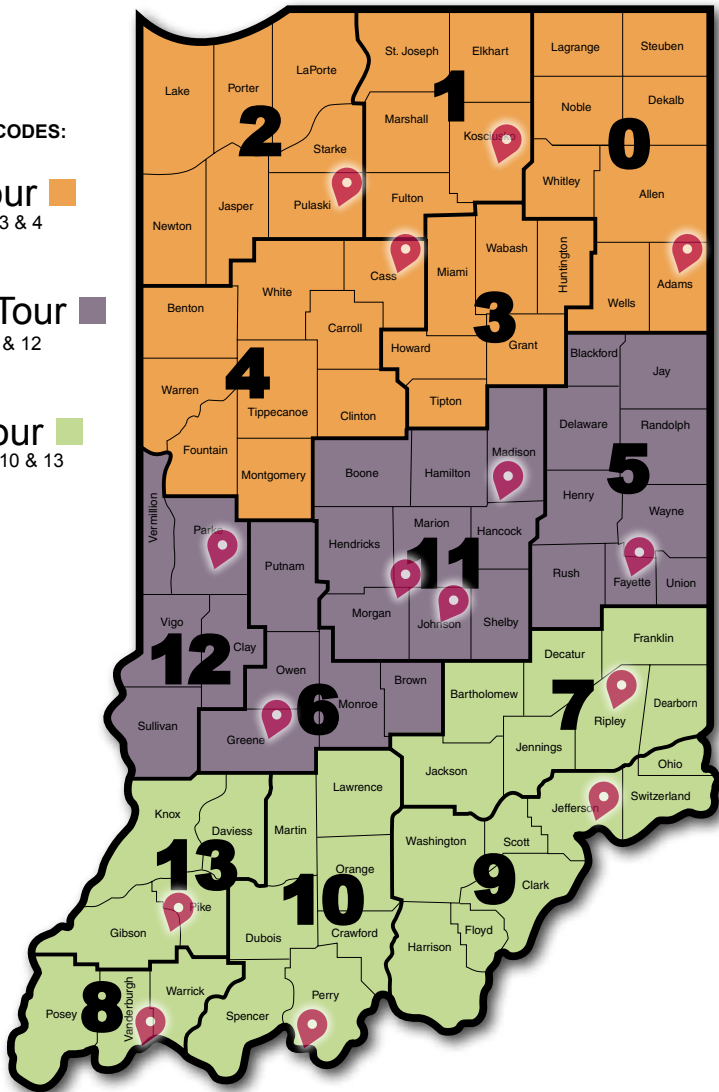 CODES:
our
3 & 4
Tour
& 12
our
10 & 13
St. Joseph
Elkhart
Lagrange
Steuben
Lake
Porter
LaPorte
Marshall
1
Kosciusko
Noble
Dekalb
2
0
Starke
Whitley
Allen
Newton
Jasper
Pulaski
Fulton
Cass
Miami
Wabash
Huntington
Adams
Wells
White
Benton
Carroll
3
Howard
Grant
4
Warren
Tippecanoe
Clinton
Tipton
Fountain
Montgomery
Blackford
Jay
Delaware
Randolph
Boone
Hamilton
Madison
5
Henry
Wayne
Vermillion
Parke
Putnam
Hendricks
Marion
Hancock
11
Rush
Fayette
Union
Morgan
Johnson
Shelby
Vigo
Clay
12
Owen
Monroe
Brown
6
Sullivan
Greene
Franklin
Decatur
Bartholomew
7
Ripley
Dearborn
Jennings
Jackson
Ohio
Jefferson
Switzerland
Knox
Daviess
Martin
Lawrence
Washington
Scott
13
Orange
10
9
Clark
Pike
Gibson
Dubois
Crawford
Harrison
Floyd
Posey
8
Vanderburgh
Warrick
Spencer
Perry